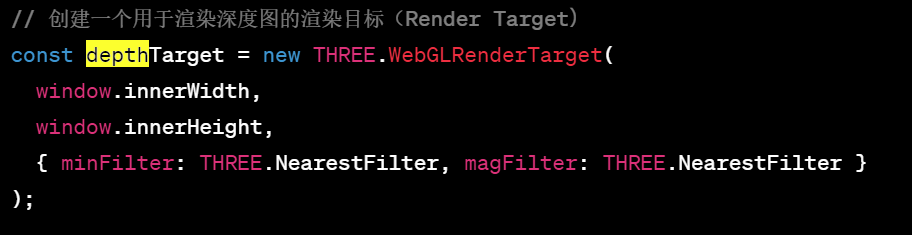 // 创建一个用于渲染深度图的渲染目标（Render Target）
const depthTarget = new THREE.WebGLRenderTarget(
  window.innerWidth,
  window.innerHeight,
  { minFilter: THREE.NearestFilter, magFilter: THREE.NearestFilter }
);